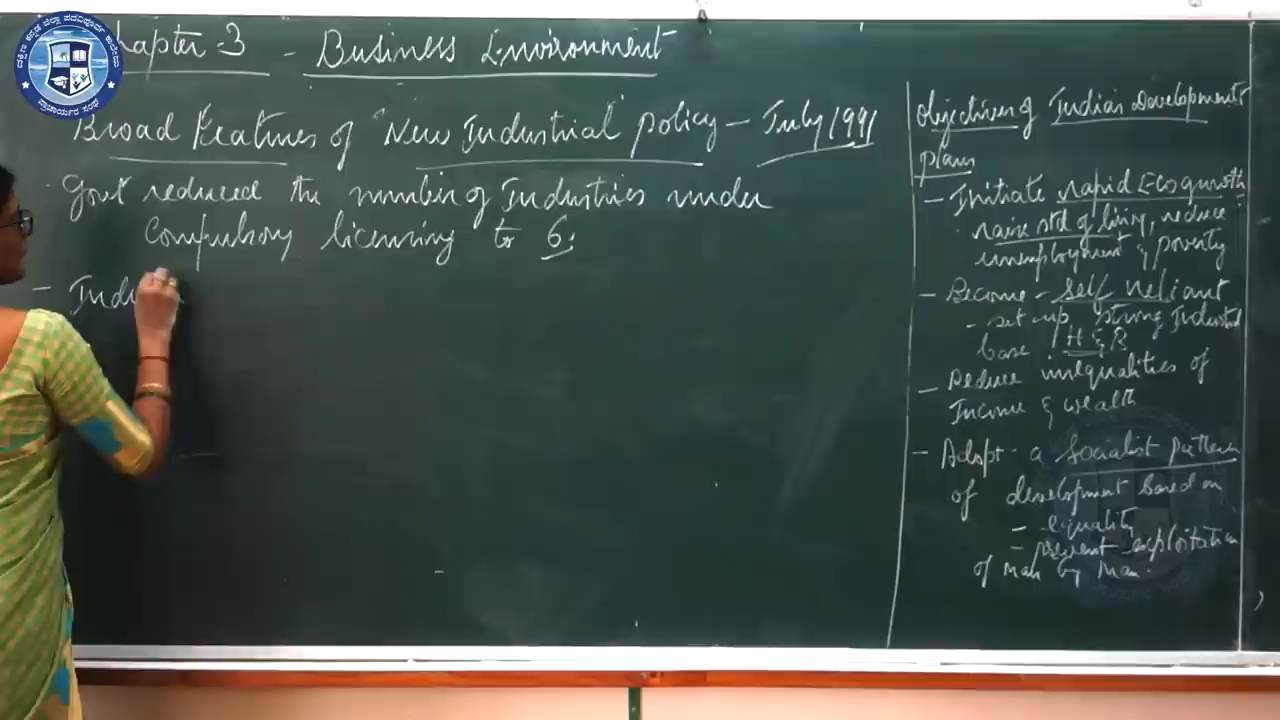 Chapter-3 - Business Environment
Broad Features of New Industrial policy - July 1991
- Govt reduced the number of Industries under
Compulsory licensing to 6.
- Indus
Objectives of Indian Development
plans
- Initiate rapid Eco growth
raise std of living, reduce
unemployment & poverty
- Become - self Reliant
- set-up strong Industrial
base / H & B
- Reduce inequalities of
Income & wealth
- Adopt - a Socialist pattern
of development based on
- equality
- prevent exploitation
of man by man.